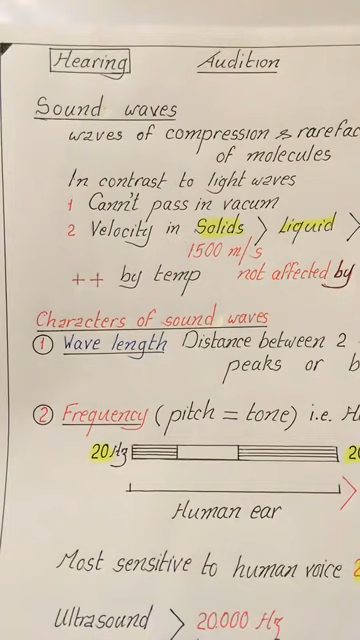 Hearing Audition
Sound waves
waves of compression & rarefac
of molecules
In contrast to light waves
1 Cann't pass in vacum
2 Velocity in Solids > Liquid >
1500 m/s
++ by temp not affected by
Characters of sound waves
① Wave length Distance between 2
peaks or b
② Frequency (pitch = tone) i.e. H
20Hz 20
Human ear
Most sensitive to human voice 2
Ultrasound > 20.000 Hz